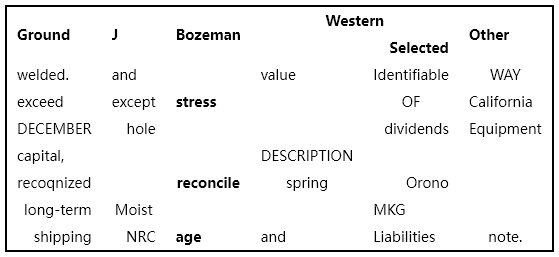 Western
Ground J Bozeman Other
Selected
welded. and value Identifiable WAY
exceed except stress OF California
DECEMBER hole dividends Equipment
capital, DESCRIPTION
recoqnized reconcile spring Orono
long-term Moist MKG
shipping NRC age and Liabilities note.